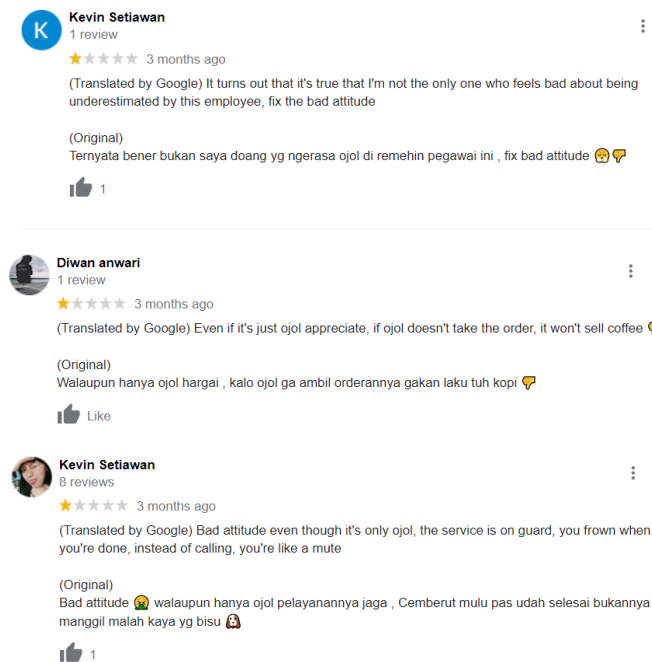 K
Kevin Setiawan
1 review
3 months ago
(Translated by Google) It turns out that it's true that I'm not the only one who feels bad about being
underestimated by this employee, fix the bad attitude
(Original)
Ternyata bener bukan saya doang yg ngerasa ojol di remehin pegawai ini , fix bad attitude 😤👎
1
Diwan anwari
1 review
3 months ago
(Translated by Google) Even if it's just ojol appreciate, if ojol doesn't take the order, it won't sell coffee
(Original)
Walaupun hanya ojol hargai , kalo ojol ga ambil orderannya gakan laku tuh kopi 👎
Like
Kevin Setiawan
8 reviews
3 months ago
(Translated by Google) Bad attitude even though it's only ojol, the service is on guard, you frown when
you're done, instead of calling, you're like a mute
(Original)
Bad attitude 🤮 walaupun hanya ojol pelayanannya jaga , Cemberut mulu pas udah selesai bukannya
manggil malah kaya yg bisu 🐶
1